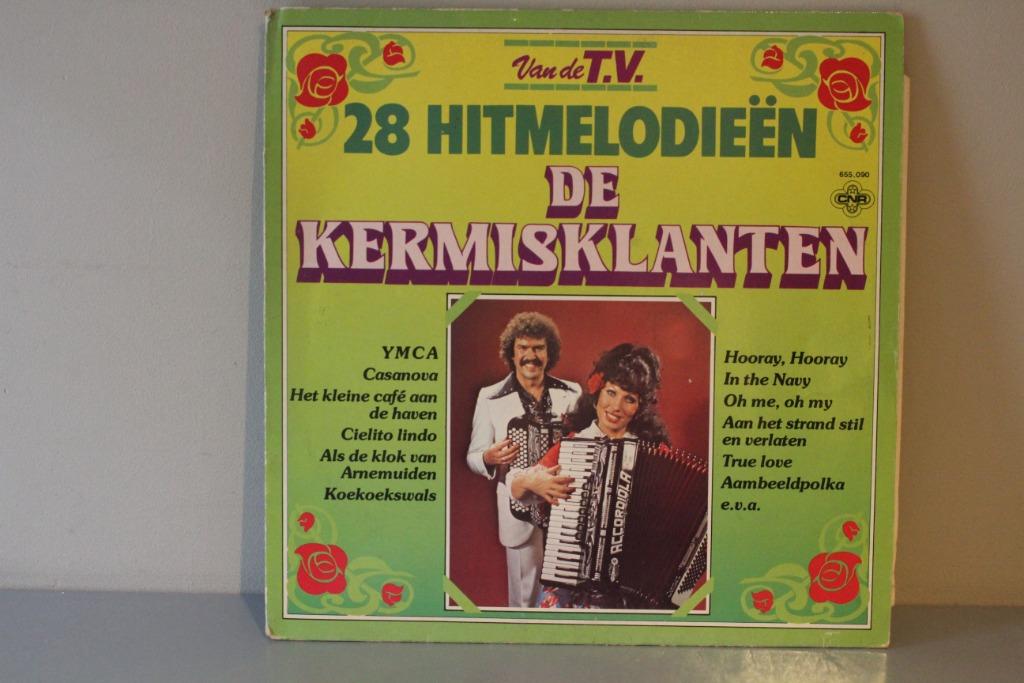 Van de T.V.
28 HITMELODIEËN
DE
KERMISKLANTEN
655.090
CNR
YMCA
Casanova
Het kleine café aan
de haven
Cielito lindo
Als de klok van
Arnemuiden
Koekoekswals
Hooray, Hooray
In the Navy
Oh me, oh my
Aan het strand stil
en verlaten
True love
Aambeeldpolka
e.v.a.
ACCORDIOLA